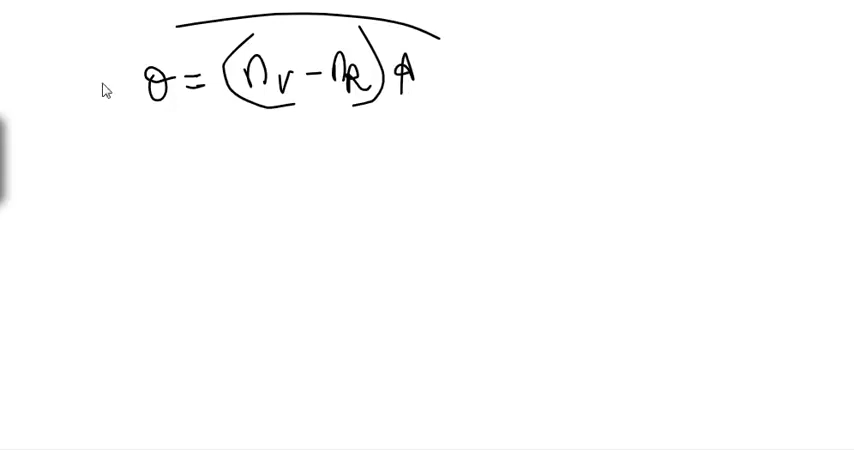 θ = (n_V - n_R) A